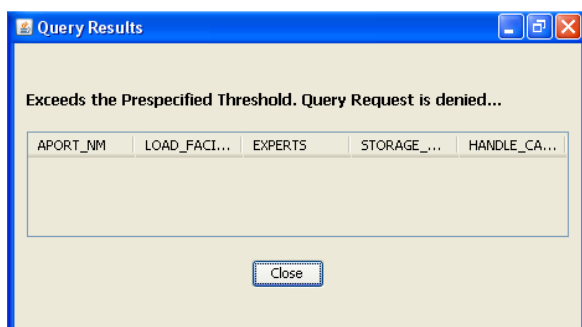 Query Results
Exceeds the Prespecified Threshold. Query Request is denied...
APORT_NM LOAD_FACI... EXPERTS STORAGE_... HANDLE_CA...
Close